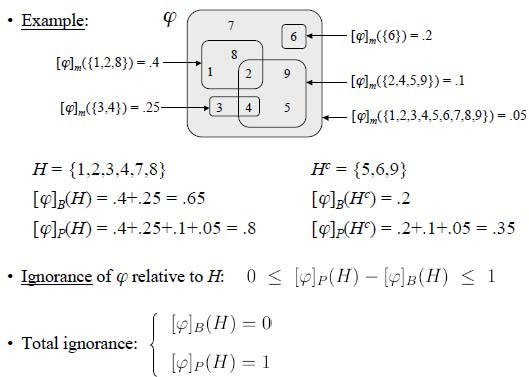 • Example:
φ
7
6
[φ]m({6}) = .2
[φ]m({1,2,8}) = .4
8
1
2
9
[φ]m({2,4,5,9}) = .1
[φ]m({3,4}) = .25
3
4
5
[φ]m({1,2,3,4,5,6,7,8,9}) = .05
H = {1,2,3,4,7,8}
Hᶜ = {5,6,9}
[φ]B(H) = .4+.25 = .65
[φ]B(Hᶜ) = .2
[φ]P(H) = .4+.25+.1+.05 = .8
[φ]P(Hᶜ) = .2+.1+.05 = .35
• Ignorance of φ relative to H: 0 ≤ [φ]P(H) − [φ]B(H) ≤ 1
• Total ignorance: { [φ]B(H) = 0
[φ]P(H) = 1